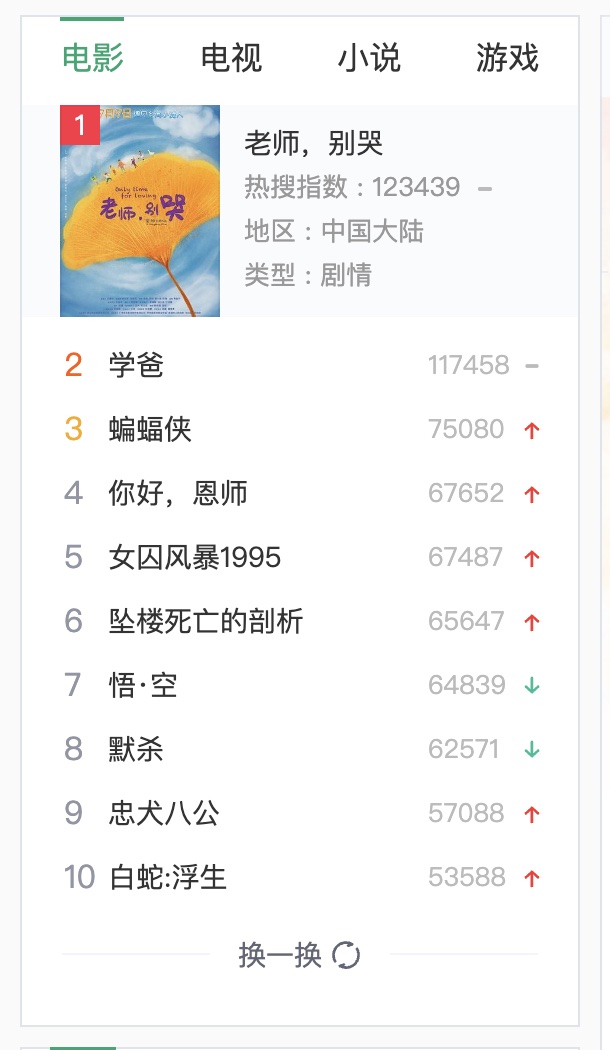 电影 电视 小说 游戏
1
Only time
for loving
老师,别哭
老师，别哭
热搜指数：123439 –
地区：中国大陆
类型：剧情
2 学爸 117458 –
3 蝙蝠侠 75080 ↑
4 你好，恩师 67652 ↑
5 女囚风暴1995 67487 ↑
6 坠楼死亡的剖析 65647 ↑
7 悟·空 64839 ↓
8 默杀 62571 ↓
9 忠犬八公 57088 ↑
10 白蛇:浮生 53588 ↑
换一换